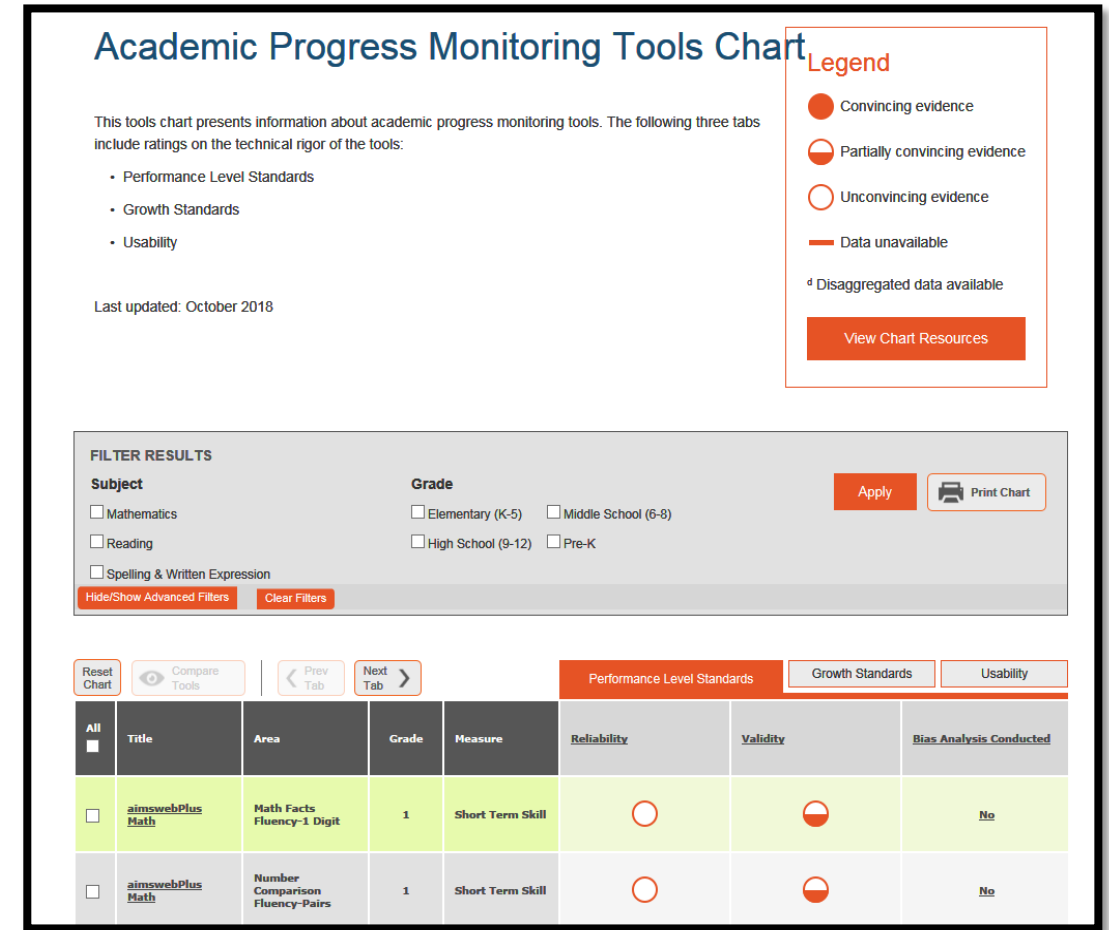 Academic Progress Monitoring Tools Chart
This tools chart presents information about academic progress monitoring tools. The following three tabs
include ratings on the technical rigor of the tools:
• Performance Level Standards
• Growth Standards
• Usability
Last updated: October 2018
Legend
Convincing evidence
Partially convincing evidence
Unconvincing evidence
Data unavailable
ᵈ Disaggregated data available
View Chart Resources
FILTER RESULTS
Subject
Mathematics
Reading
Spelling & Written Expression
Grade
Elementary (K-5) Middle School (6-8)
High School (9-12) Pre-K
Apply
Print Chart
Hide/Show Advanced Filters Clear Filters
Reset
Chart
Compare
Tools
Prev
Tab
Next
Tab
Performance Level Standards Growth Standards Usability
All Title Area Grade Measure Reliability Validity Bias Analysis Conducted
aimswebPlus
Math
Math Facts
Fluency-1 Digit
1 Short Term Skill No
aimswebPlus
Math
Number
Comparison
Fluency-Pairs
1 Short Term Skill No